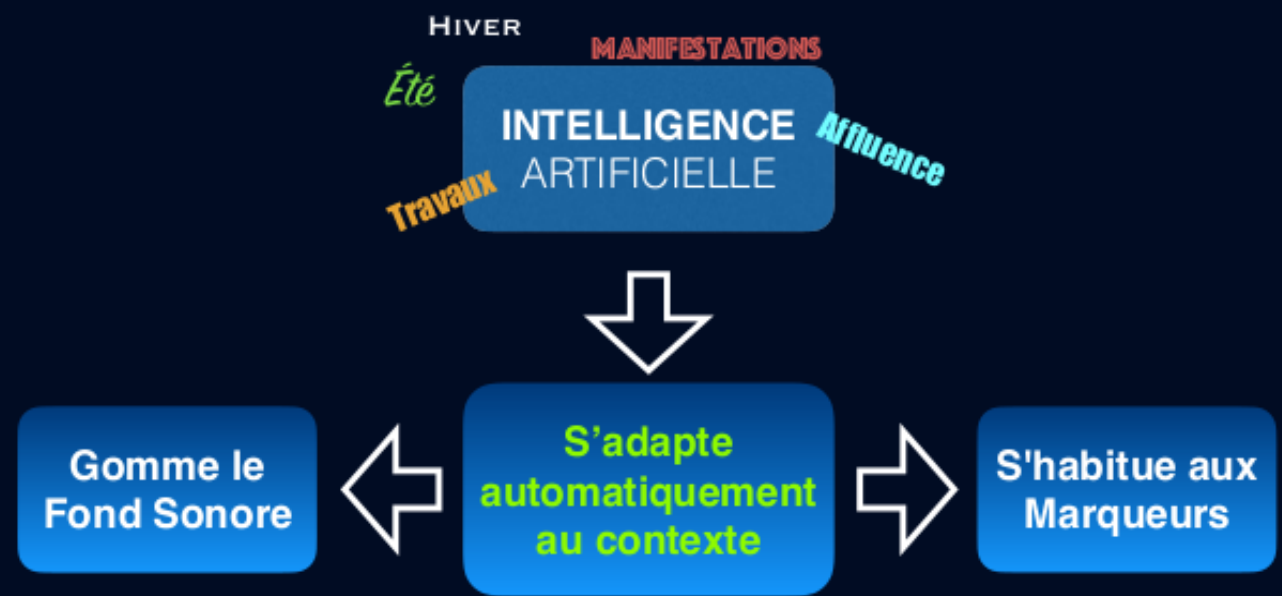 HIVER
MANIFESTATIONS
Été
INTELLIGENCE
ARTIFICIELLE
Affluence
Travaux
Gomme le
Fond Sonore
S’adapte
automatiquement
au contexte
S'habitue aux
Marqueurs